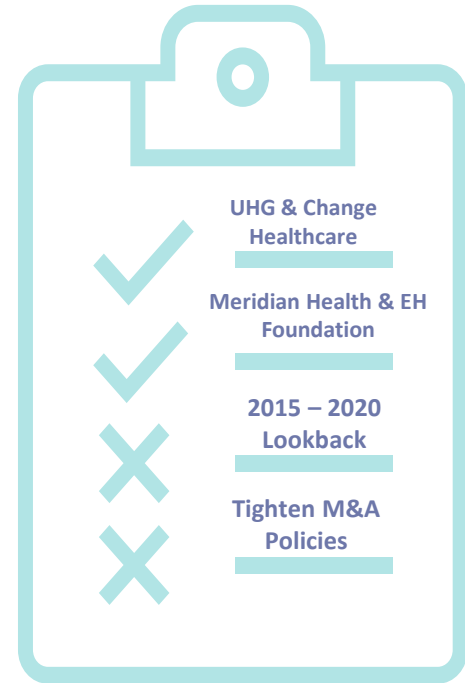 UHG & Change
Healthcare
Meridian Health & EH
Foundation
2015 – 2020
Lookback
Tighten M&A
Policies